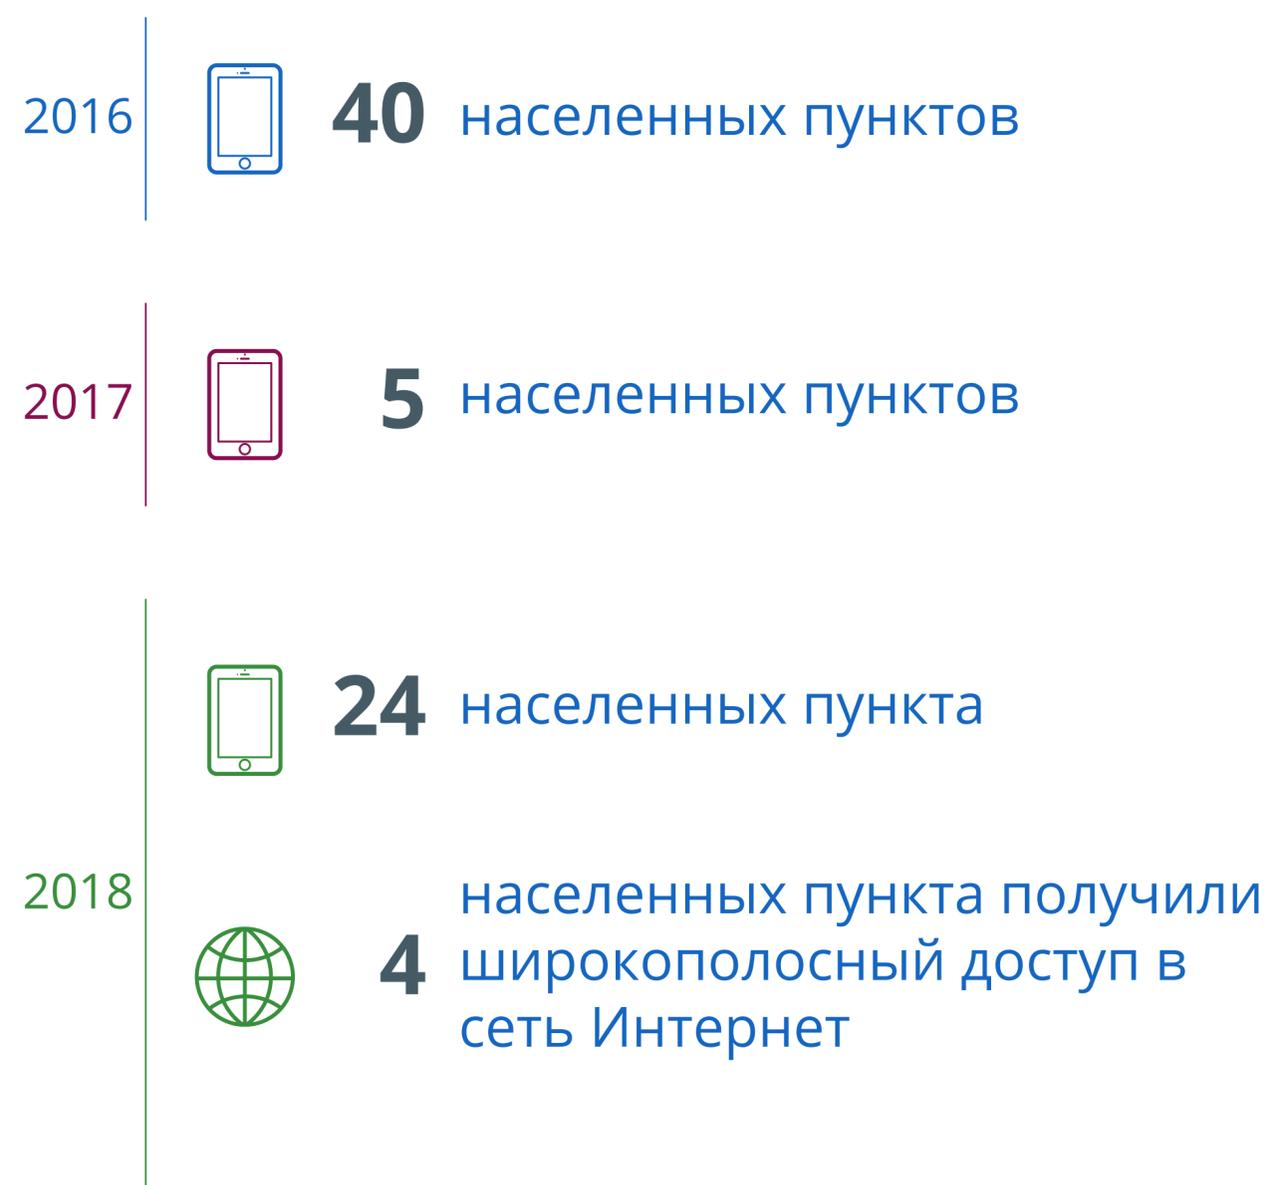 2016
40 населенных пунктов
2017
5 населенных пунктов
24 населенных пункта
2018
4 населенных пункта получили
широкополосный доступ в
сеть Интернет